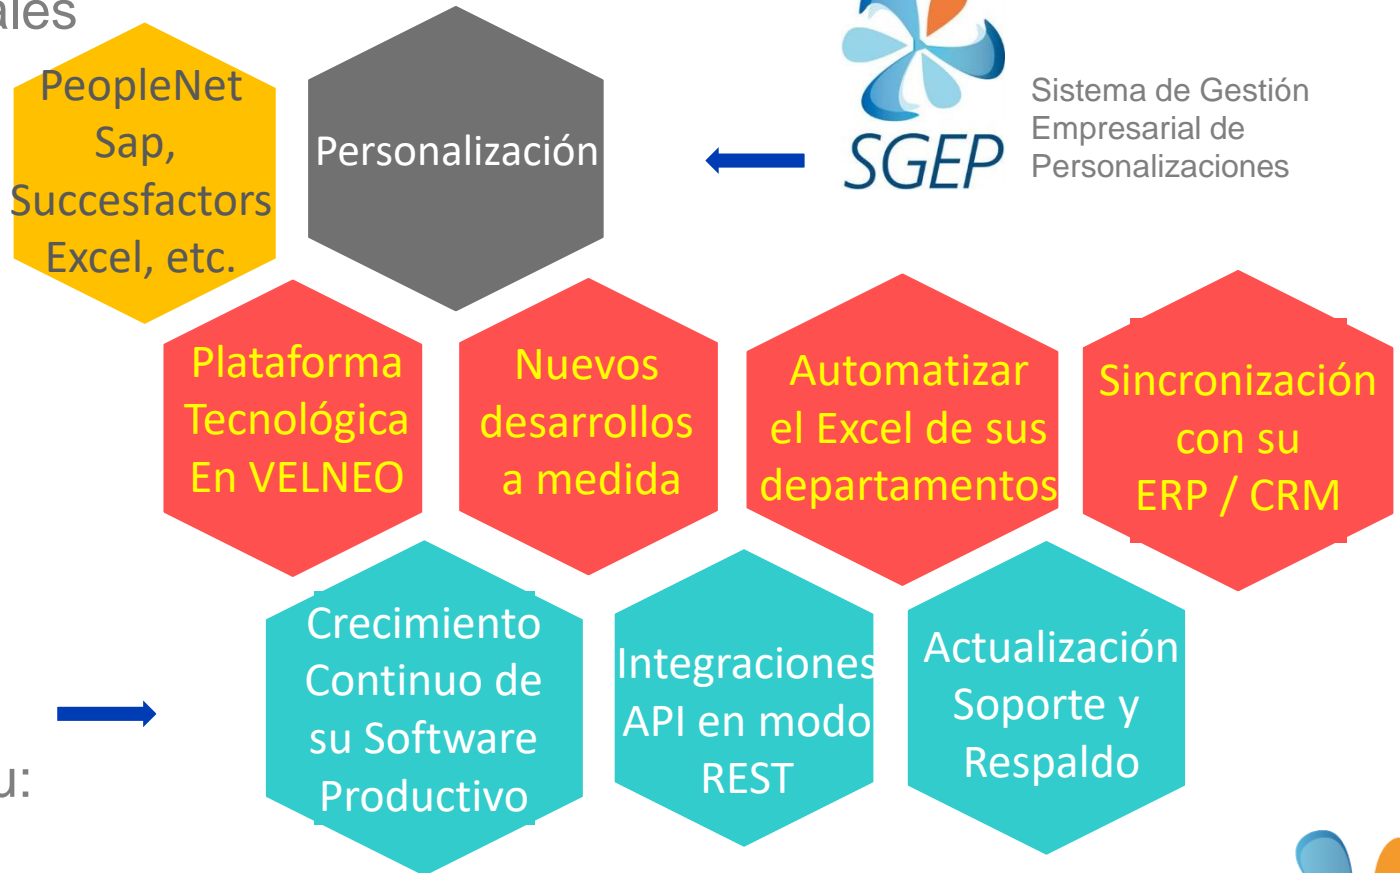 ales
PeopleNet
Sap,
Succesfactors
Excel, etc.
Personalización
SGEP
Sistema de Gestión
Empresarial de
Personalizaciones
Plataforma
Tecnológica
En VELNEO
Nuevos
desarrollos
a medida
Automatizar
el Excel de sus
departamentos
Sincronización
con su
ERP / CRM
Crecimiento
Continuo de
su Software
Productivo
Integraciones
API en modo
REST
Actualización
Soporte y
Respaldo
u: